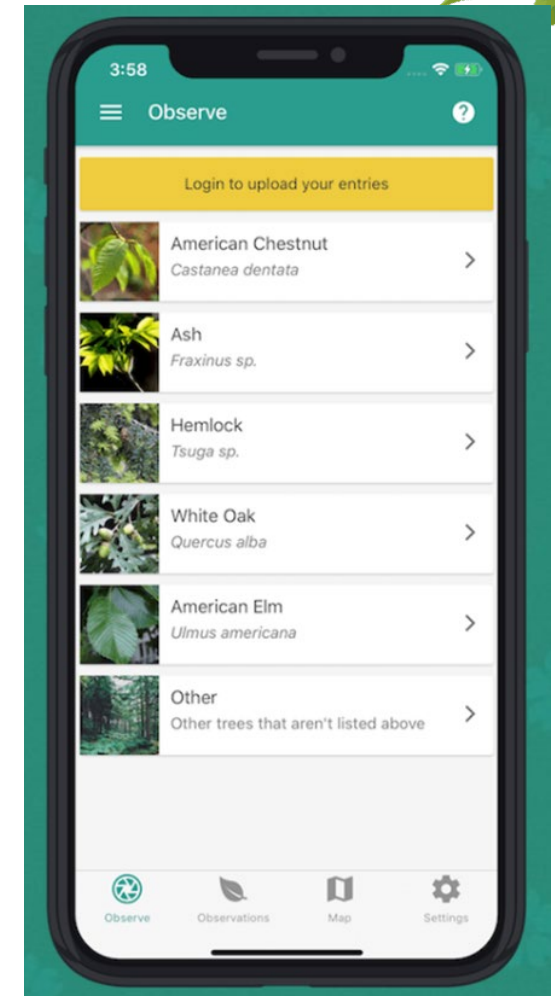 3:58
Observe
Login to upload your entries
American Chestnut
Castanea dentata
Ash
Fraxinus sp.
Hemlock
Tsuga sp.
White Oak
Quercus alba
American Elm
Ulmus americana
Other
Other trees that aren't listed above
Observe Observations Map Settings